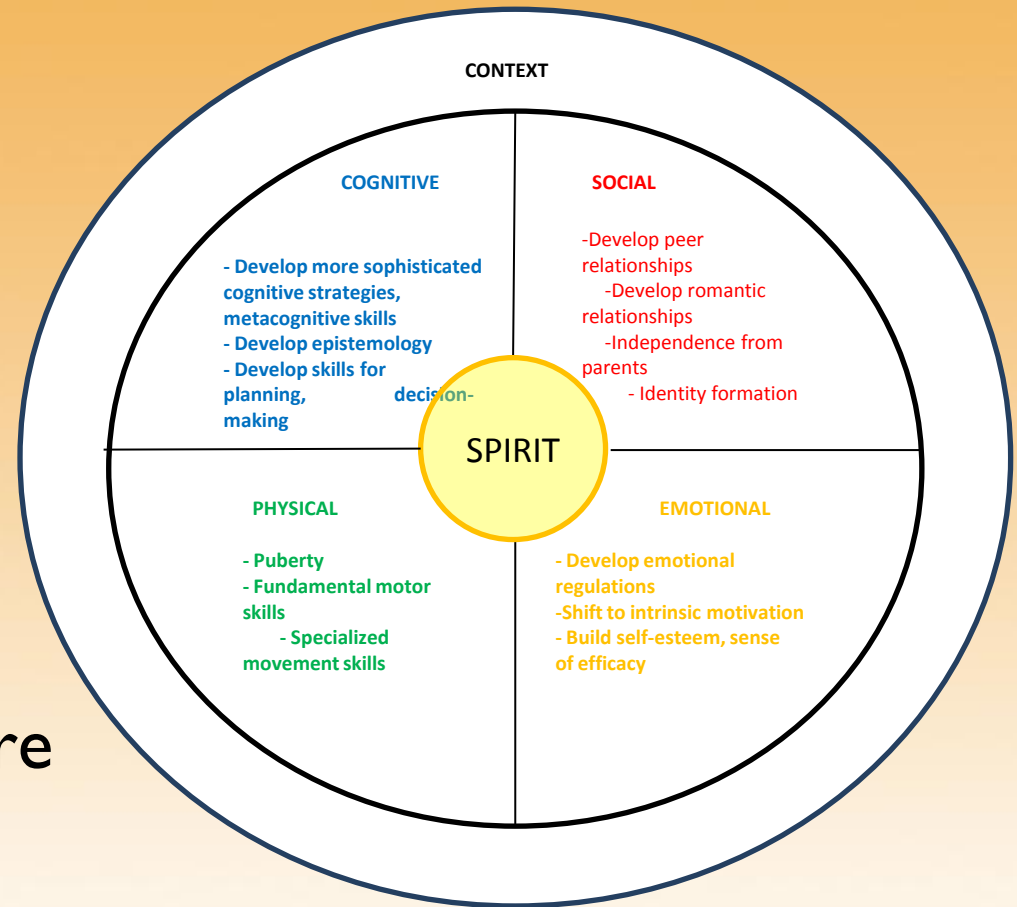 CONTEXT
COGNITIVE
- Develop more sophisticated
cognitive strategies,
metacognitive skills
- Develop epistemology
- Develop skills for
planning, decision-
making
SOCIAL
-Develop peer
relationships
-Develop romantic
relationships
-Independence from
parents
- Identity formation
SPIRIT
PHYSICAL
- Puberty
- Fundamental motor
skills
- Specialized
movement skills
EMOTIONAL
- Develop emotional
regulations
-Shift to intrinsic motivation
- Build self-esteem, sense
of efficacy
re